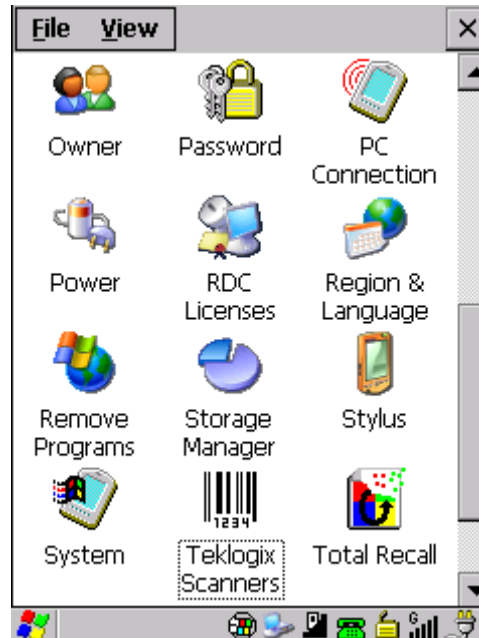 File View
Owner
Password
PC
Connection
Power
RDC
Licenses
Region &
Language
Remove
Programs
Storage
Manager
Stylus
System
1234
Teklogix
Scanners
Total Recall
G